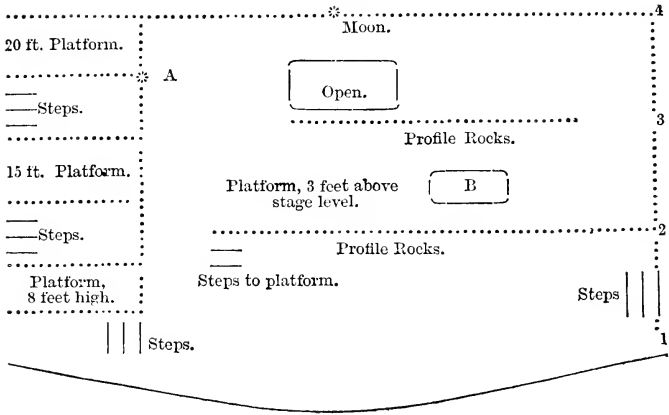 4
Moon.
20 ft. Platform.
A
Open.
Steps.
3
Profile Rocks.
15 ft. Platform.
Platform, 3 feet above
stage level.
B
Steps.
2
Profile Rocks.
Platform,
8 feet high.
Steps to platform.
Steps
1
Steps.